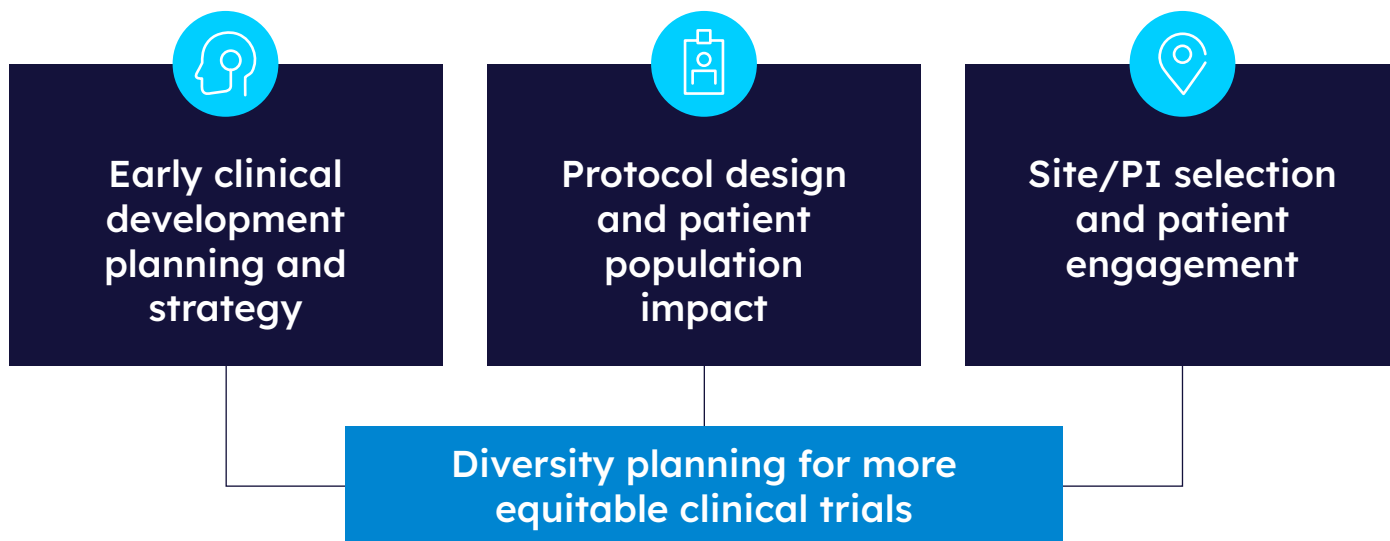 Early clinical
development
planning and
strategy
Protocol design
and patient
population
impact
Site/PI selection
and patient
engagement
Diversity planning for more
equitable clinical trials